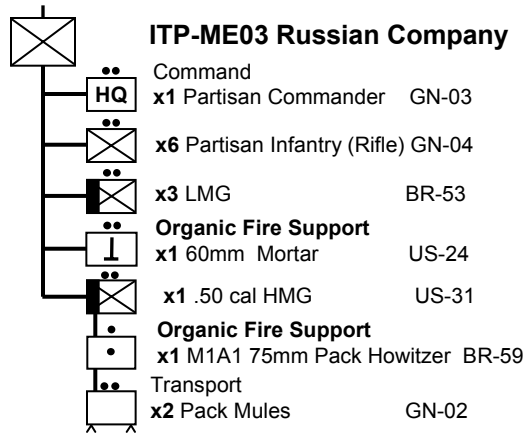 ITP-ME03 Russian Company
Command
HQ x1 Partisan Commander GN-03
x6 Partisan Infantry (Rifle) GN-04
x3 LMG BR-53
Organic Fire Support
x1 60mm Mortar US-24
x1 .50 cal HMG US-31
Organic Fire Support
x1 M1A1 75mm Pack Howitzer BR-59
Transport
x2 Pack Mules GN-02